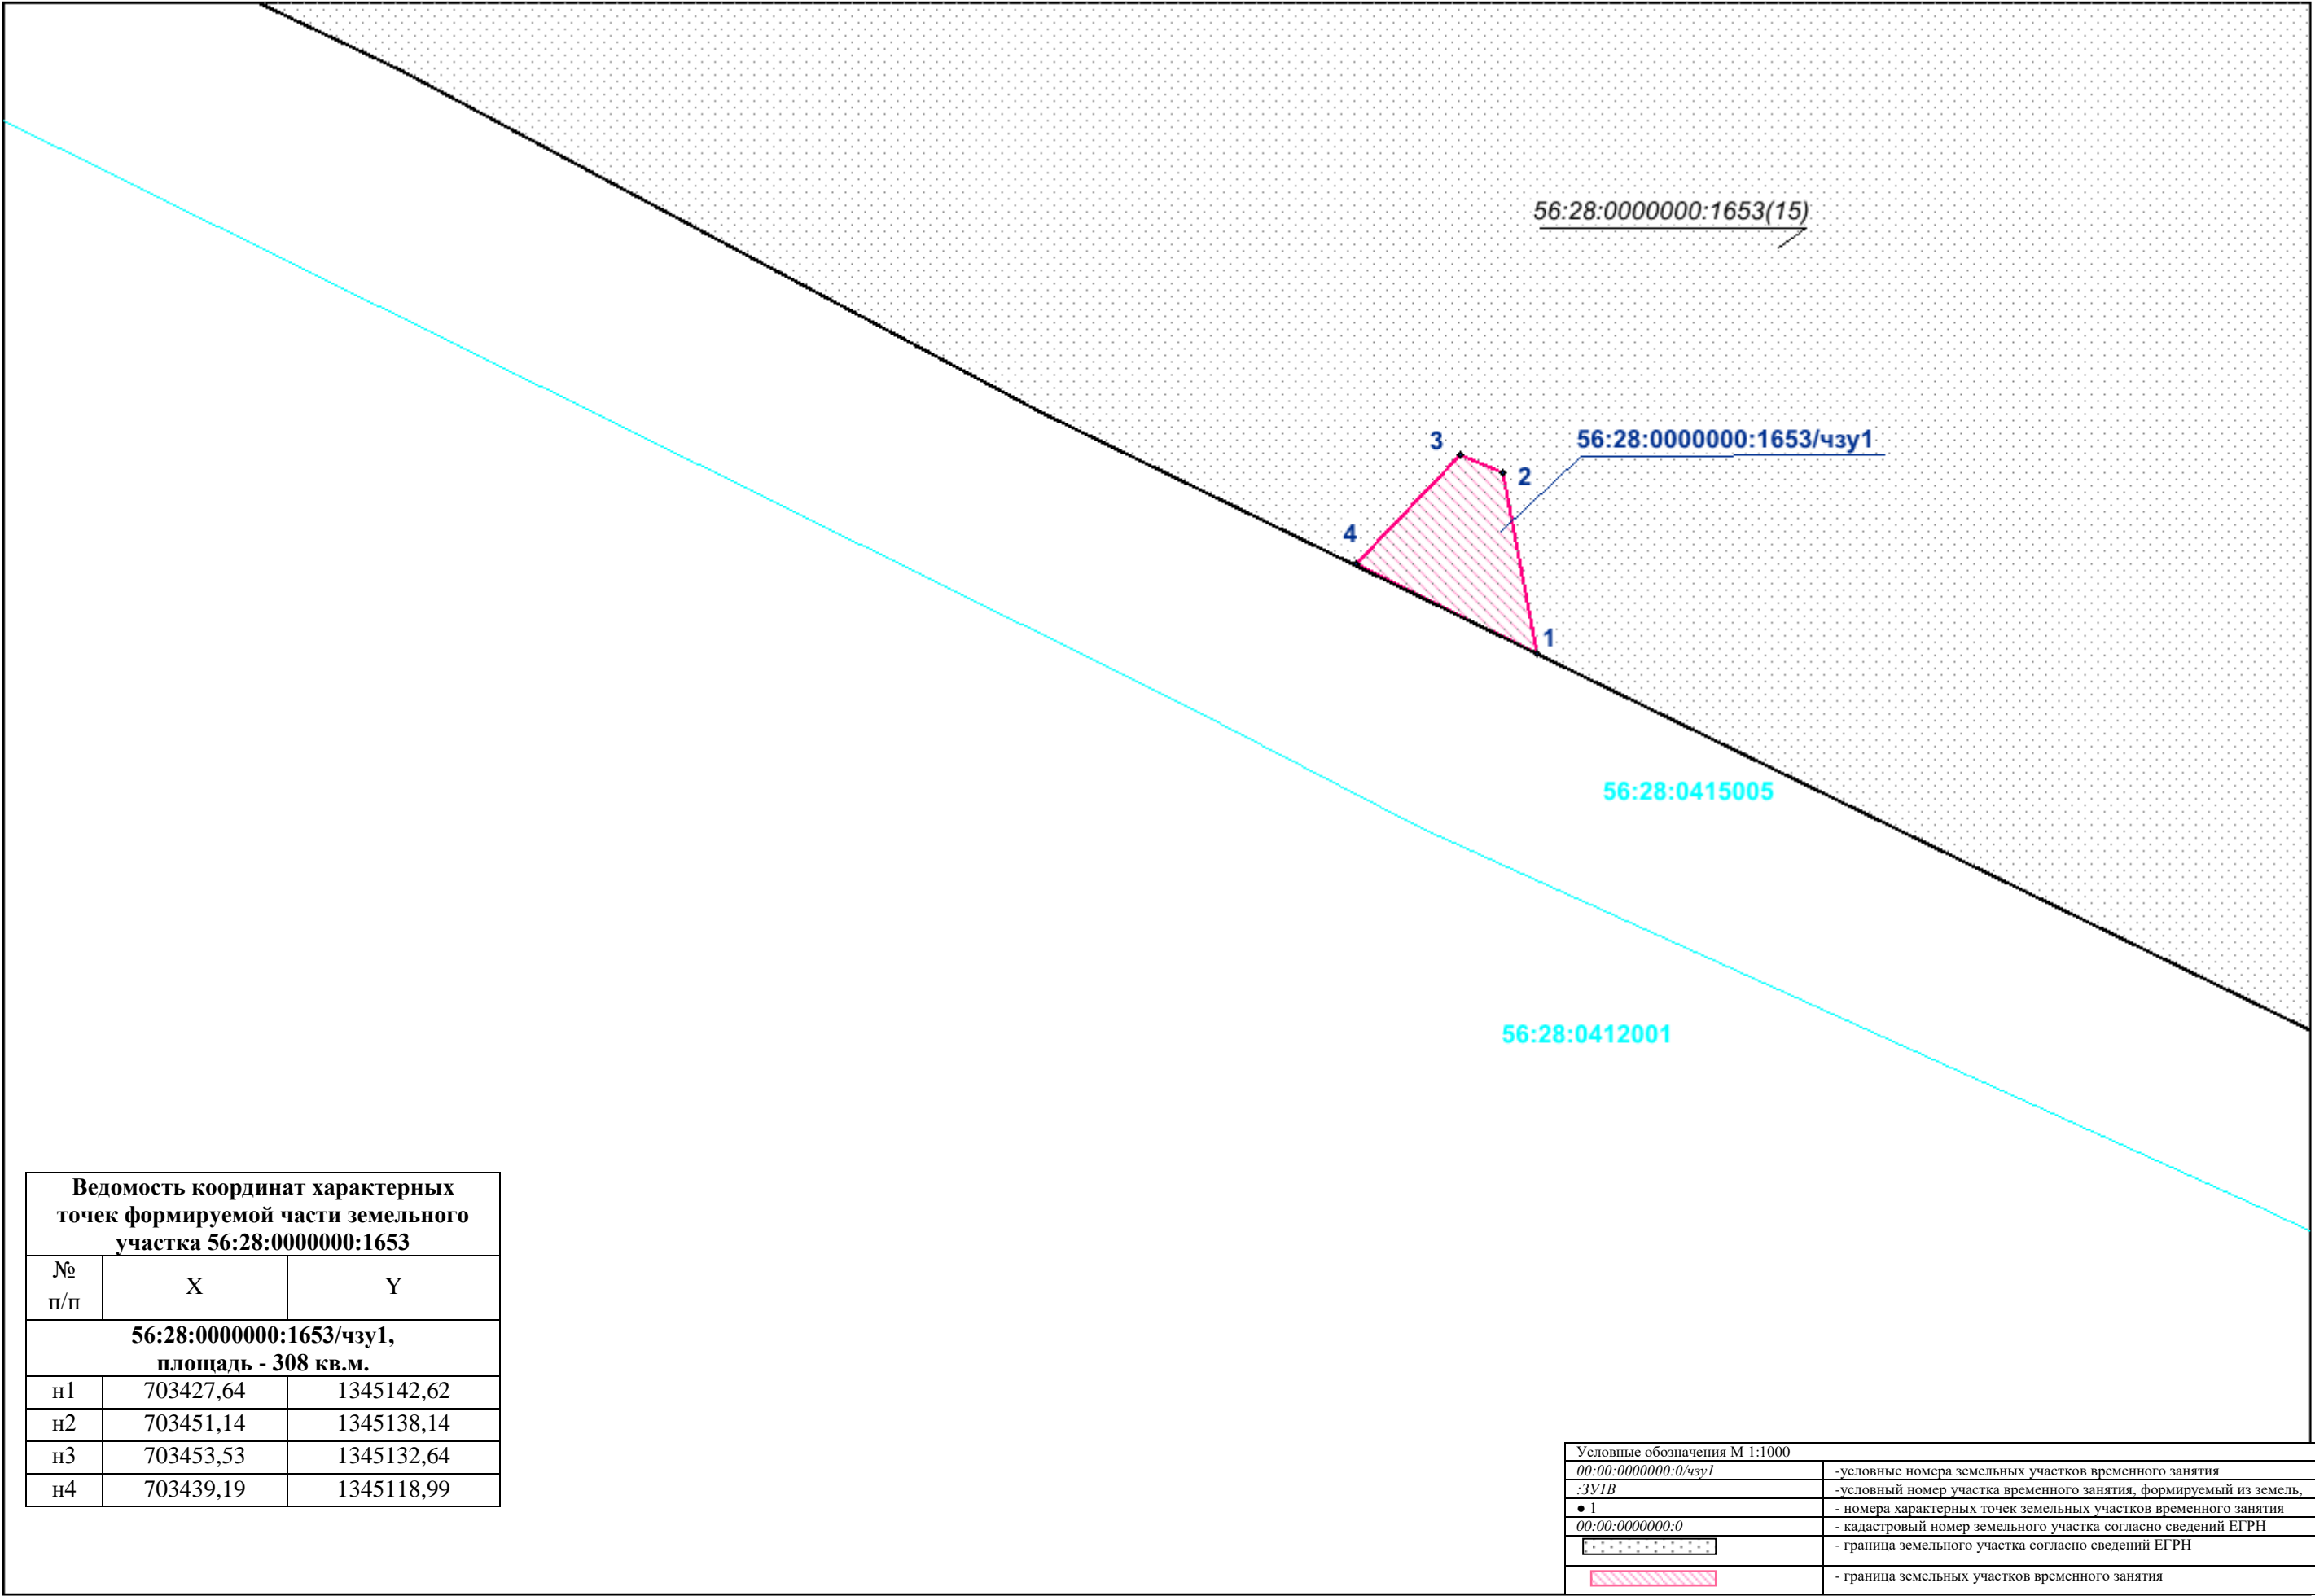 56:28:0000000:1653(15)
56:28:0000000:1653/чзу1
3
2
4
1
56:28:0415005
56:28:0412001
Ведомость координат характерных
точек формируемой части земельного
участка 56:28:0000000:1653
№
п/п
X
Y
56:28:0000000:1653/чзу1,
площадь - 308 кв.м.
н1 703427,64 1345142,62
н2 703451,14 1345138,14
н3 703453,53 1345132,64
н4 703439,19 1345118,99
Условные обозначения М 1:1000
00:00:0000000:0/чзу1 -условные номера земельных участков временного занятия
:ЗУ1В -условный номер участка временного занятия, формируемый из земель,
● 1 - номера характерных точек земельных участков временного занятия
00:00:0000000:0 - кадастровый номер земельного участка согласно сведений ЕГРН
- граница земельного участка согласно сведений ЕГРН
- граница земельных участков временного занятия